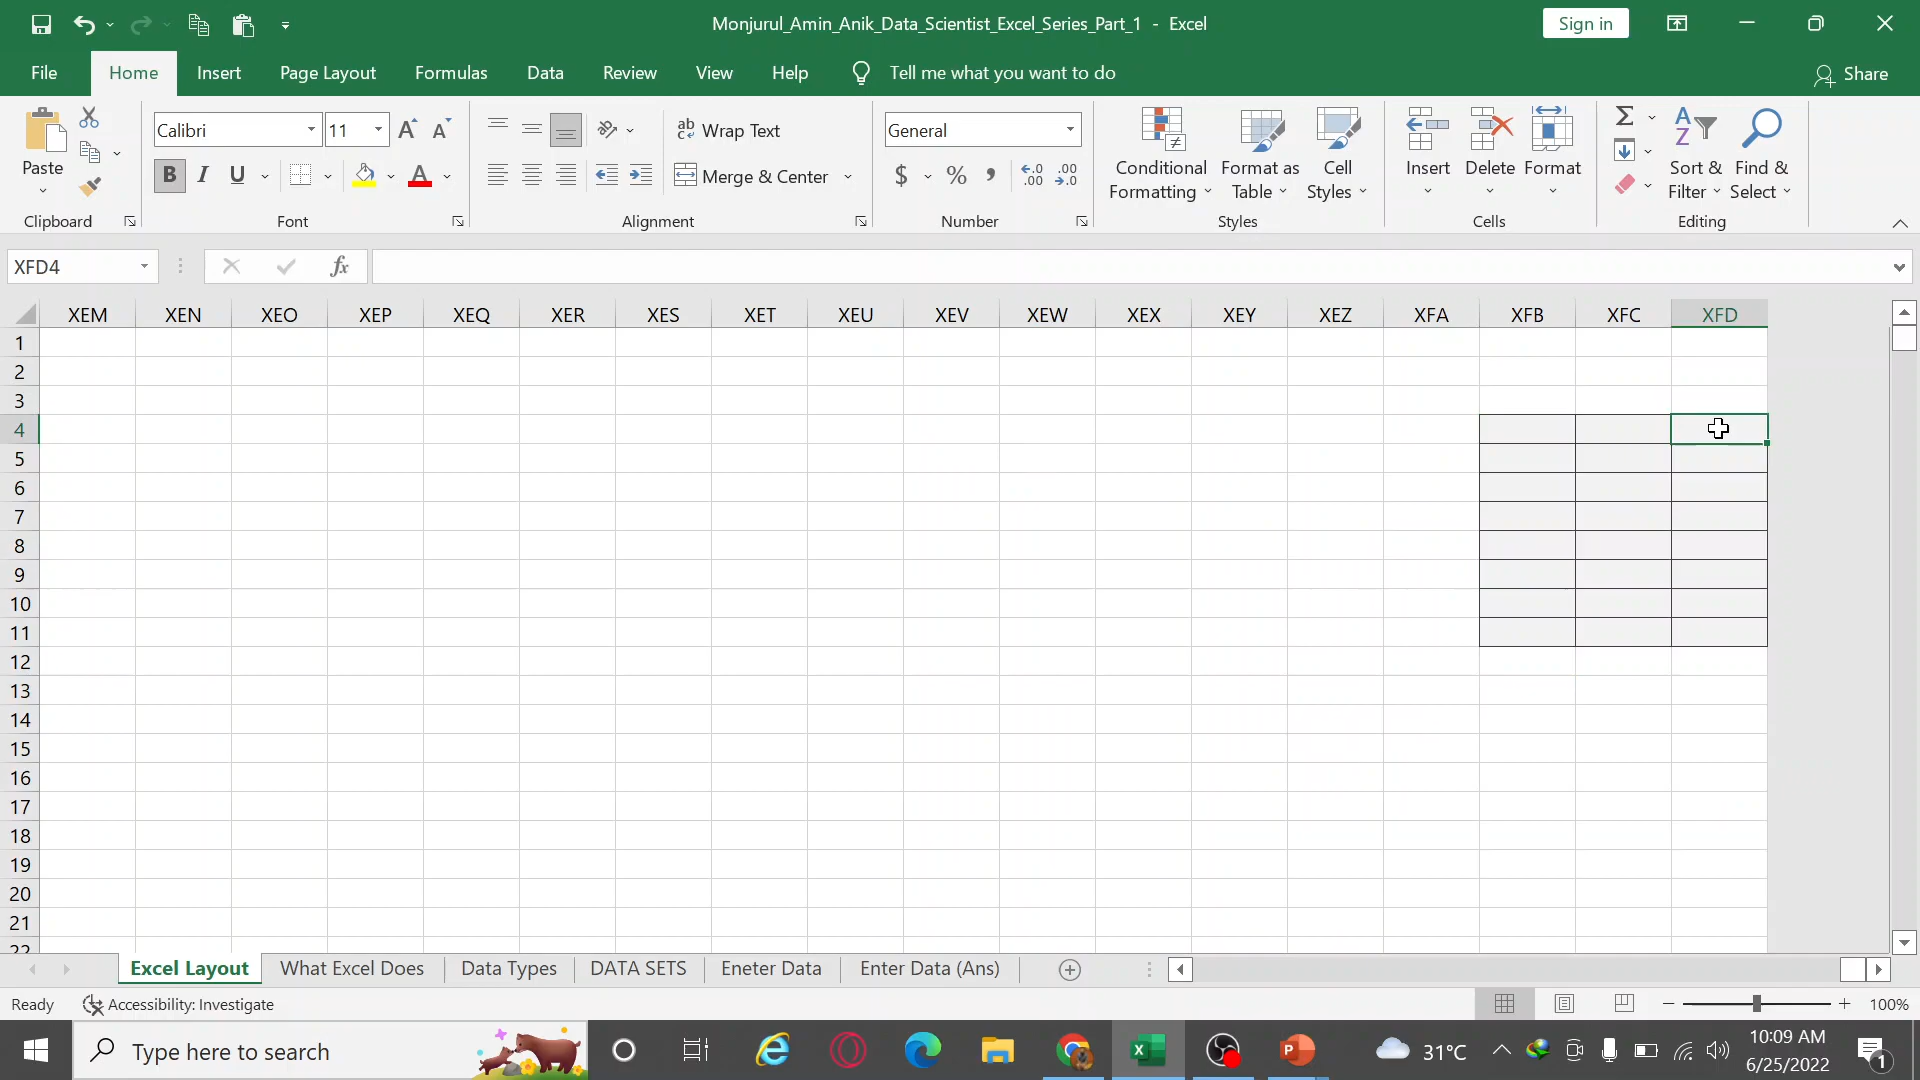 Monjurul_Amin_Anik_Data_Scientist_Excel_Series_Part_1 - Excel
Sign in
File Home Insert Page Layout Formulas Data Review View Help Tell me what you want to do Share
Paste
Clipboard
Calibri 11
B I U A
Font
ab Wrap Text
Merge & Center
Alignment
General
$ % , .00 .00
Number
Conditional Formatting
Format as Table
Cell Styles
Styles
Insert Delete Format
Cells
Sort & Filter
Find & Select
Editing
XFD4 fx
XEM XEN XEO XEP XEQ XER XES XET XEU XEV XEW XEX XEY XEZ XFA XFB XFC XFD
1
2
3
4
5
6
7
8
9
10
11
12
13
14
15
16
17
18
19
20
21
22
Excel Layout What Excel Does Data Types DATA SETS Eneter Data Enter Data (Ans)
Ready Accessibility: Investigate 100%
Type here to search
31°C
10:09 AM
6/25/2022
1